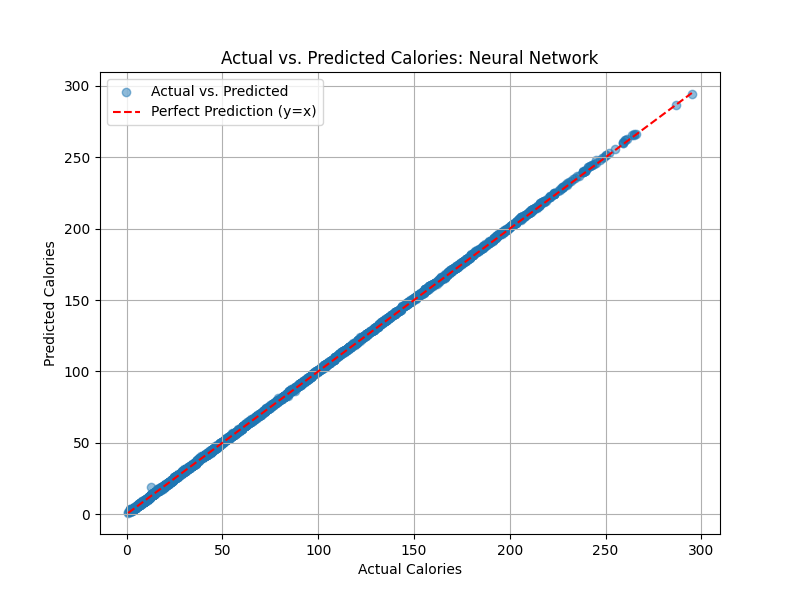 Actual vs. Predicted Calories: Neural Network
Actual vs. Predicted
Perfect Prediction (y=x)
Predicted Calories
300
250
200
150
100
50
0
0 50 100 150 200 250 300
Actual Calories